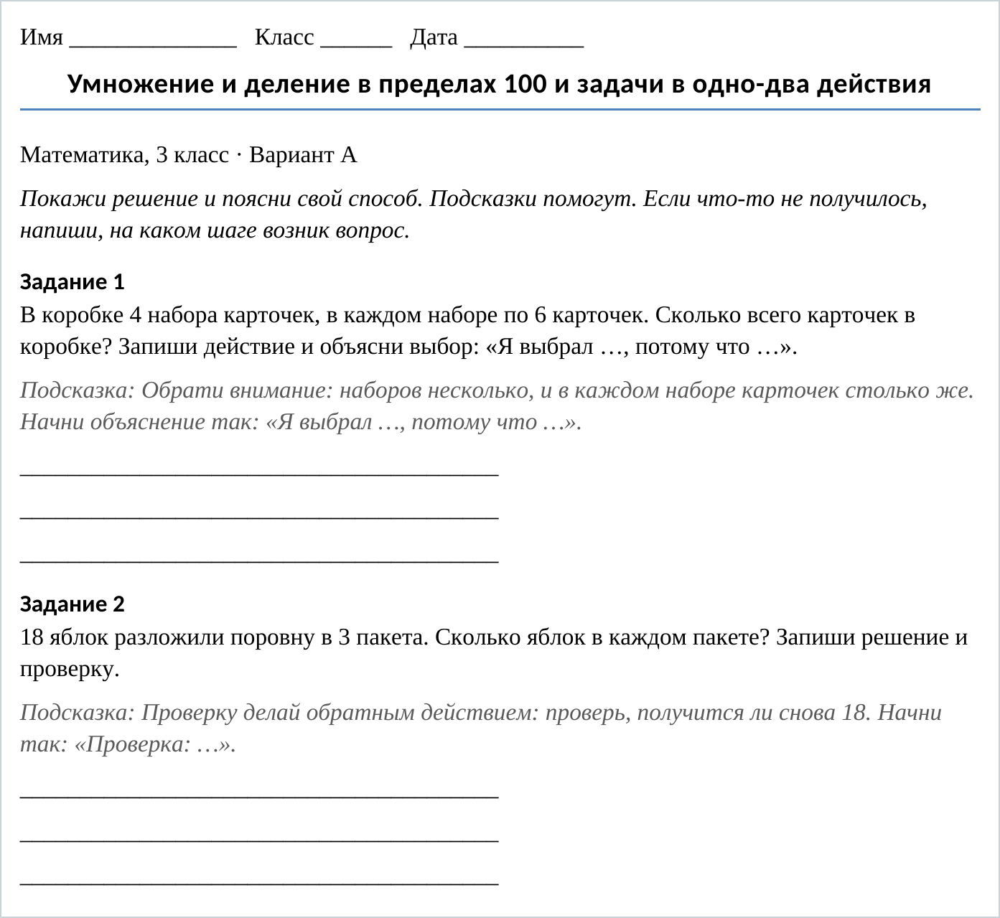 Имя ______________ Класс ______ Дата __________
Умножение и деление в пределах 100 и задачи в одно-два действия
Математика, 3 класс · Вариант А
Покажи решение и поясни свой способ. Подсказки помогут. Если что-то не получилось,
напиши, на каком шаге возник вопрос.
Задание 1
В коробке 4 набора карточек, в каждом наборе по 6 карточек. Сколько всего карточек в
коробке? Запиши действие и объясни выбор: «Я выбрал …, потому что …».
Подсказка: Обрати внимание: наборов несколько, и в каждом наборе карточек столько же.
Начни объяснение так: «Я выбрал …, потому что …».
________________________________________
________________________________________
________________________________________
Задание 2
18 яблок разложили поровну в 3 пакета. Сколько яблок в каждом пакете? Запиши решение и
проверку.
Подсказка: Проверку делай обратным действием: проверь, получится ли снова 18. Начни
так: «Проверка: …».
________________________________________
________________________________________
________________________________________